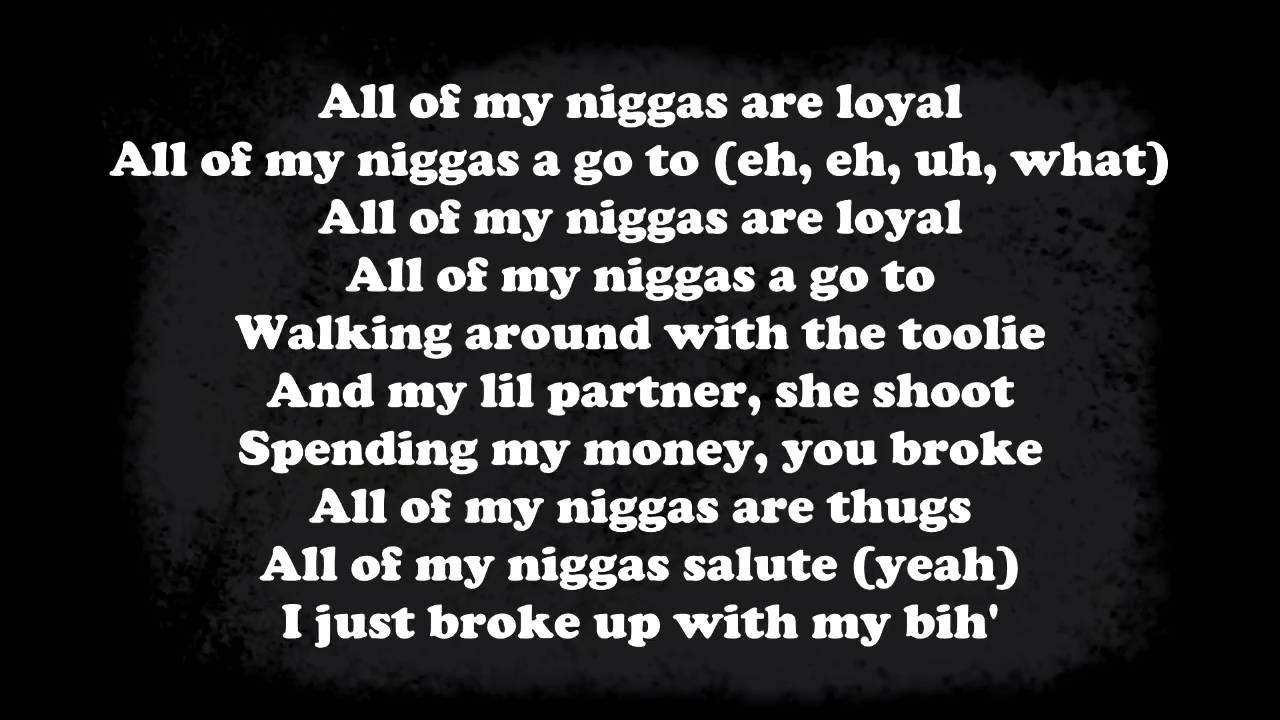 All of my niggas are loyal
All of my niggas a go to (eh, eh, uh, what)
All of my niggas are loyal
All of my niggas a go to
Walking around with the toolie
And my lil partner, she shoot
Spending my money, you broke
All of my niggas are thugs
All of my niggas salute (yeah)
I just broke up with my bih'